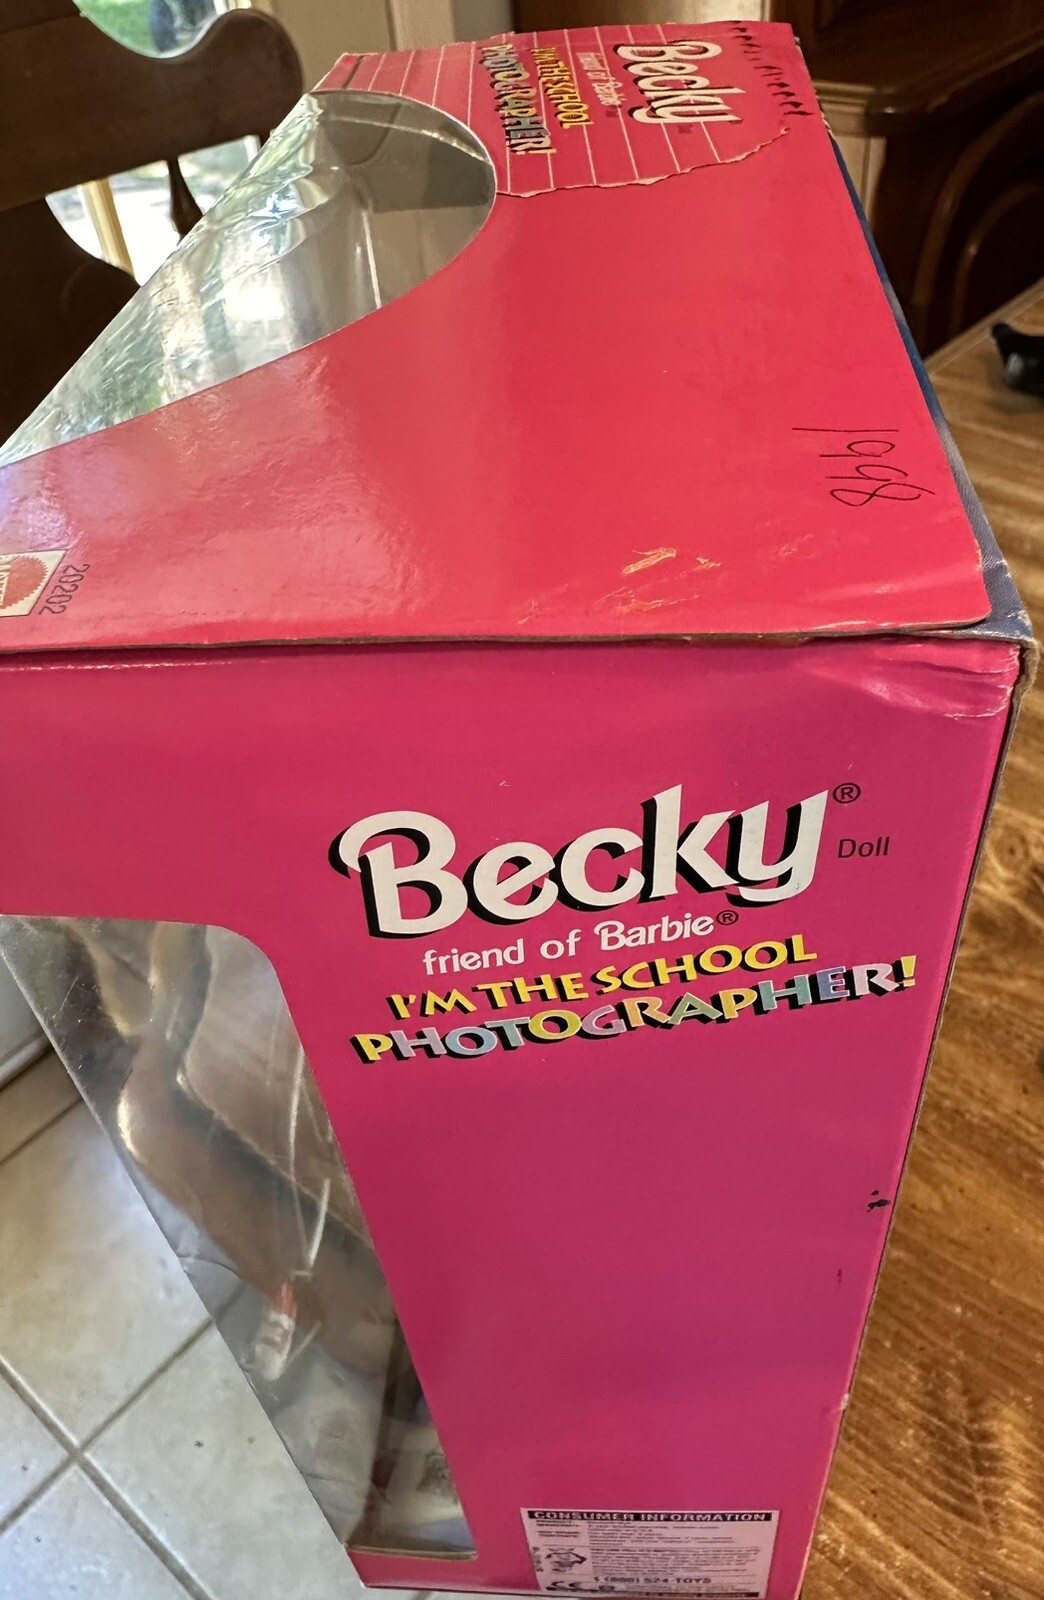 Becky
friend of Barbie
I'M THE SCHOOL
PHOTOGRAPHER!
1998
20202
Becky® Doll
friend of Barbie®
I'M THE SCHOOL
PHOTOGRAPHER!
CONSUMER INFORMATION
1 (800) 524-TOYS
CE